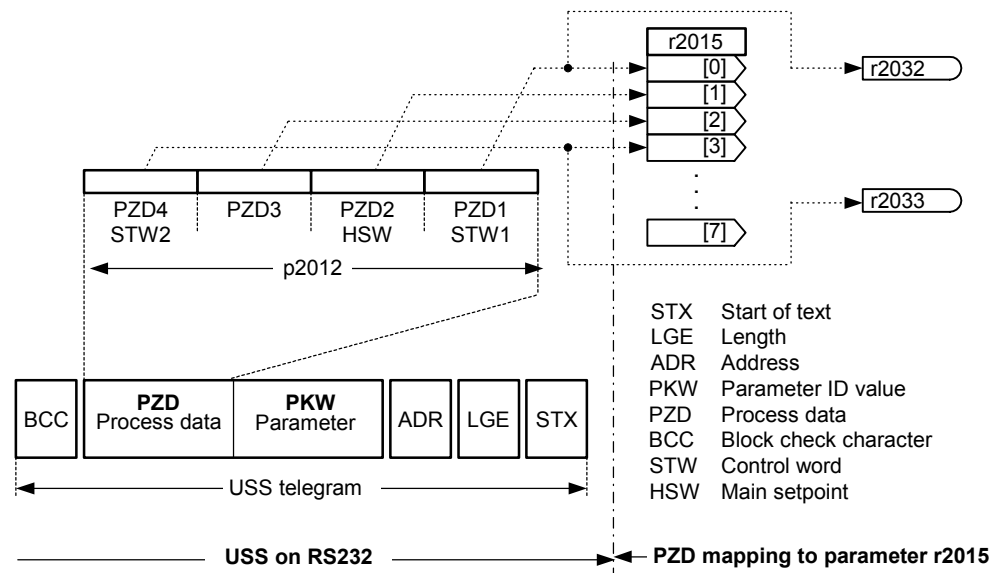 r2015
[0]
r2032
[1]
[2]
[3]
PZD4 PZD3 PZD2 PZD1
STW2 HSW STW1
.
.
.
r2033
[7]
p2012
STX Start of text
LGE Length
ADR Address
PKW Parameter ID value
PZD Process data
BCC Block check character
STW Control word
HSW Main setpoint
BCC
PZD
Process data
PKW
Parameter
ADR
LGE
STX
USS telegram
USS on RS232
PZD mapping to parameter r2015